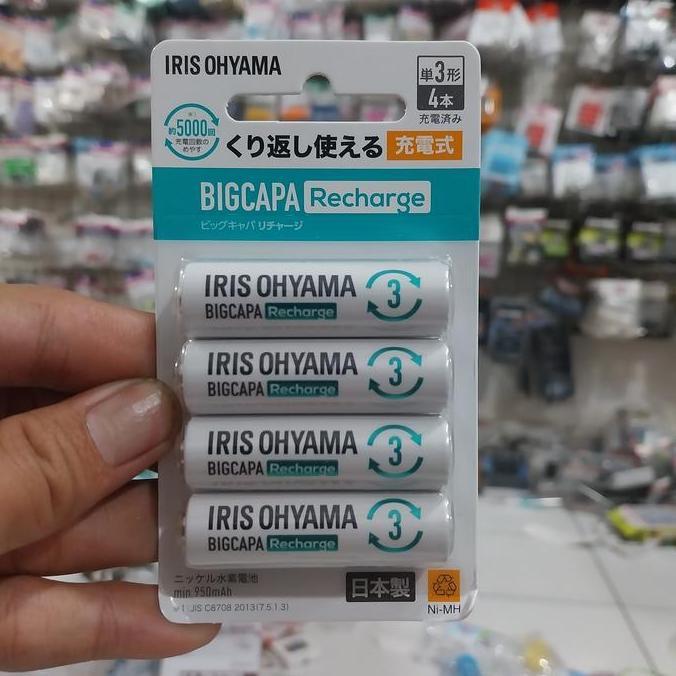 IRIS OHYAMA
単3形
4本
充電済み
※1
約5000回
充電回数の
めやす
くり返し使える 充電式
BIGCAPA Recharge
ビッグキャパ リチャージ
IRIS OHYAMA
BIGCAPA Recharge
3
IRIS OHYAMA
BIGCAPA Recharge
3
IRIS OHYAMA
BIGCAPA Recharge
3
IRIS OHYAMA
BIGCAPA Recharge
3
ニッケル水素電池
min.950mAh
日本製
Ni-MH
※1 JIS C8708 2013(7.5.1.3)